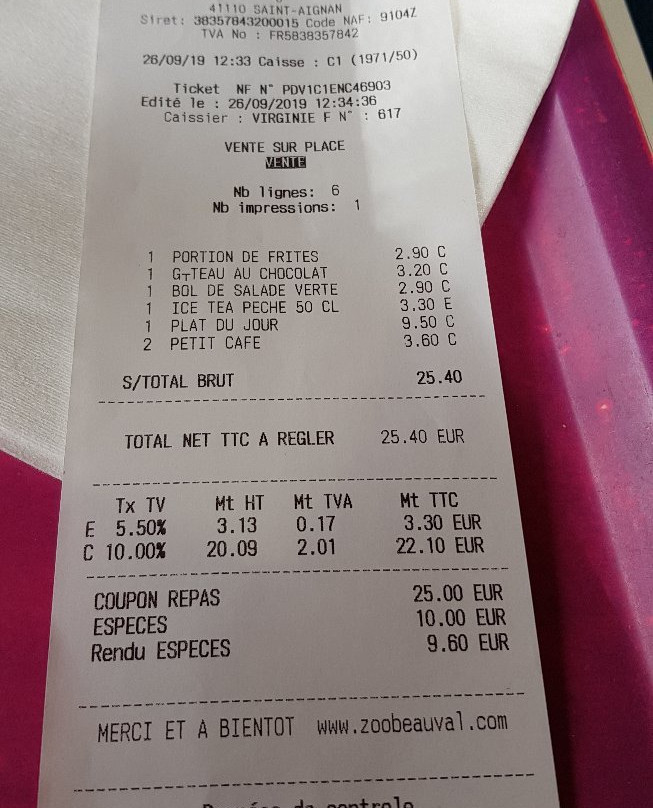 41110 SAINT-AIGNAN
Siret: 38357843200015 Code NAF: 9104Z
TVA No : FR5838357842
26/09/19 12:33 Caisse : C1 (1971/50)
Ticket NF N° PDV1C1ENC46903
Edité le : 26/09/2019 12:34:36
Caissier : VIRGINIE F N° : 617
VENTE SUR PLACE
VENTE
Nb lignes: 6
Nb impressions: 1
1 PORTION DE FRITES 2.90 C
1 G┬TEAU AU CHOCOLAT 3.20 C
1 BOL DE SALADE VERTE 2.90 C
1 ICE TEA PECHE 50 CL 3.30 E
1 PLAT DU JOUR 9.50 C
2 PETIT CAFE 3.60 C
S/TOTAL BRUT 25.40
TOTAL NET TTC A REGLER 25.40 EUR
Tx TV Mt HT Mt TVA Mt TTC
E 5.50% 3.13 0.17 3.30 EUR
C 10.00% 20.09 2.01 22.10 EUR
COUPON REPAS 25.00 EUR
ESPECES 10.00 EUR
Rendu ESPECES 9.60 EUR
MERCI ET A BIENTOT www.zoobeauval.com